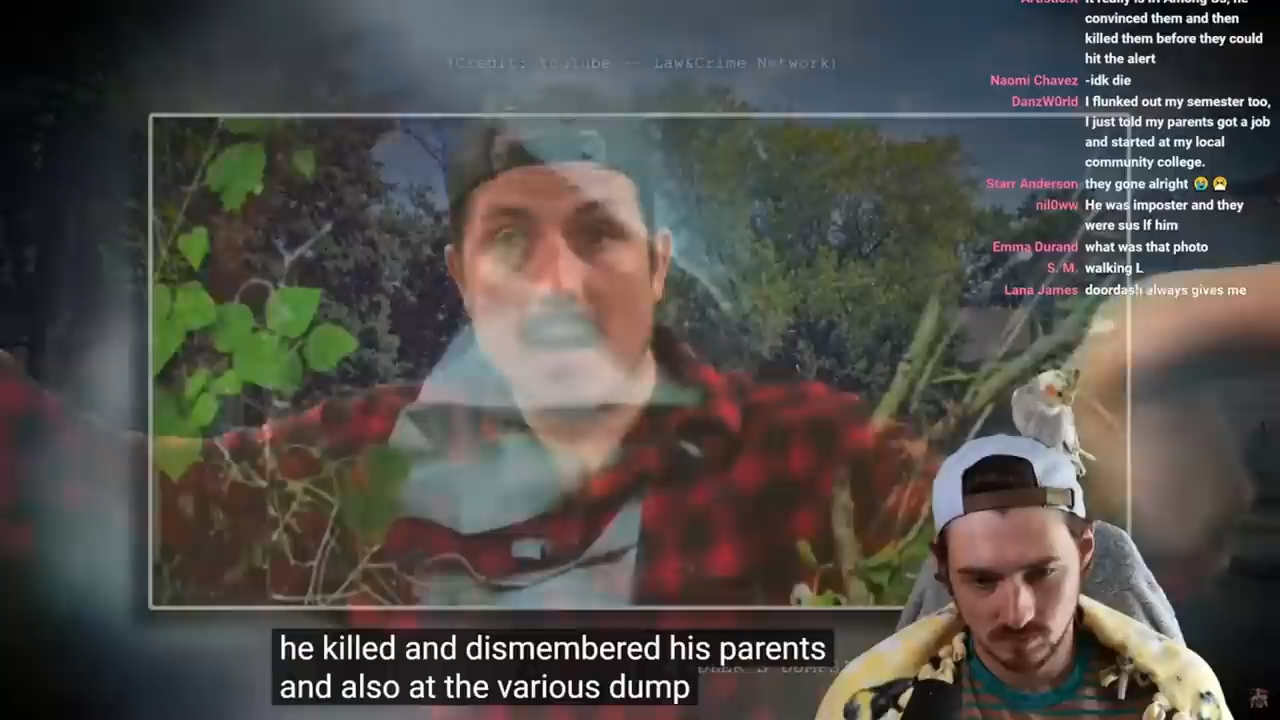 it really is in Among Us, he
convinced them and then
killed them before they could
hit the alert
Naomi Chavez -idk die
DanzW0rld I flunked out my semester too,
I just told my parents got a job
and started at my local
community college.
Starr Anderson they gone alright 😭 😷
nil0ww He was imposter and they
were sus lf him
Emma Durand what was that photo
S. M. walking L
Lana James doordash always gives me
(Credit: YouTube -- Law&Crime Network)
he killed and dismembered his parents
and also at the various dump